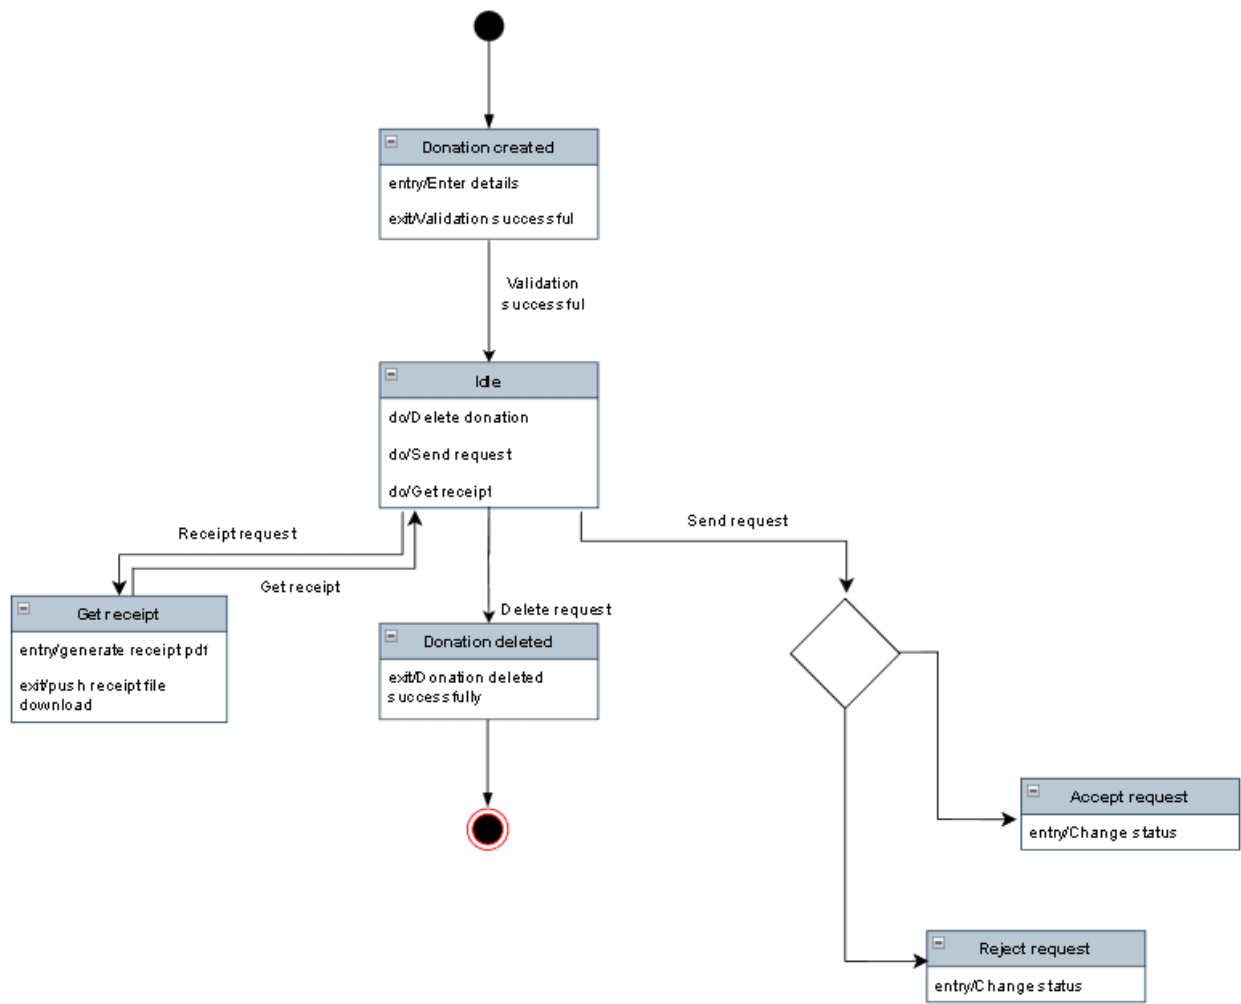 Donation created
entry/Enter details
exit/Validation successful
Validation
successful
Idle
do/Delete donation
do/Send request
do/Get receipt
Send request
Receipt request
Get receipt
Delete request
Get receipt
entry/generate receipt pdf
exit/push receipt file
download
Donation deleted
exit/Donation deleted
successfully
Accept request
entry/Change status
Reject request
entry/Change status